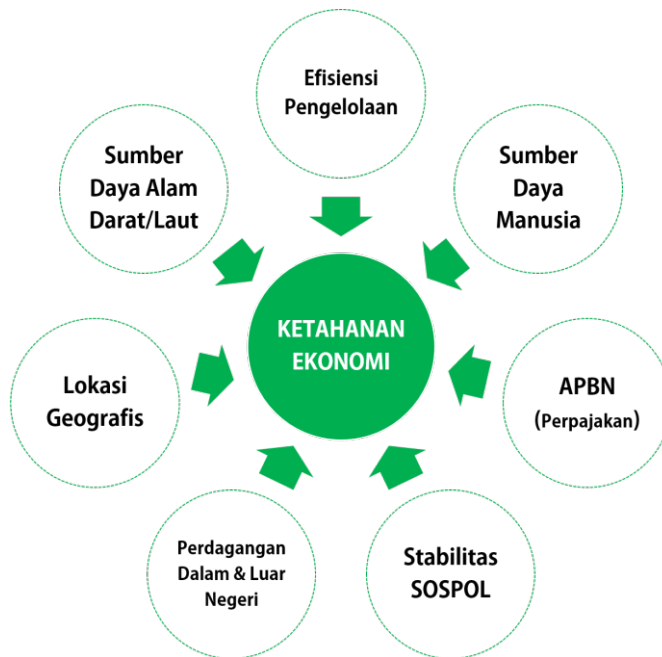 Efisiensi
Pengelolaan
Sumber
Daya Alam
Darat/Laut
Sumber
Daya
Manusia
KETAHANAN
EKONOMI
Lokasi
Geografis
APBN
(Perpajakan)
Perdagangan
Dalam & Luar
Negeri
Stabilitas
SOSPOL